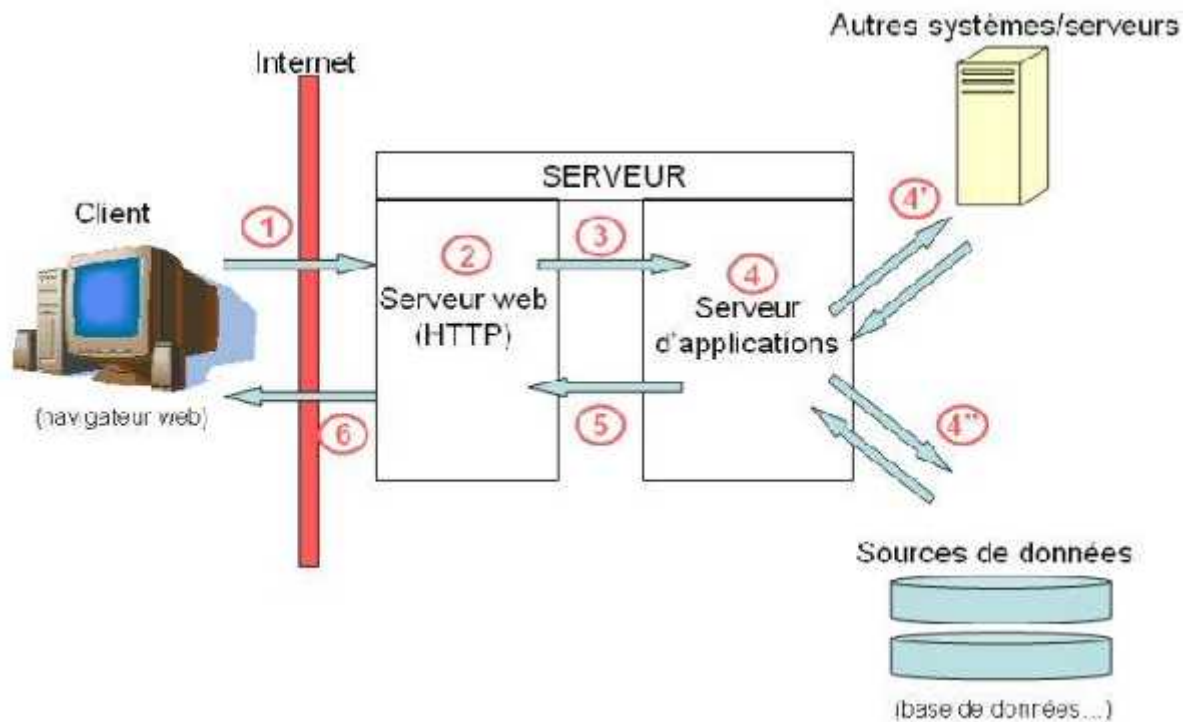 Autres systèmes/serveurs
Internet
SERVEUR
Client
1
2
3
4'
4
Serveur web
(HTTP)
Serveur
d'applications
(navigateur web)
6
5
4''
Sources de données
(base de données...)